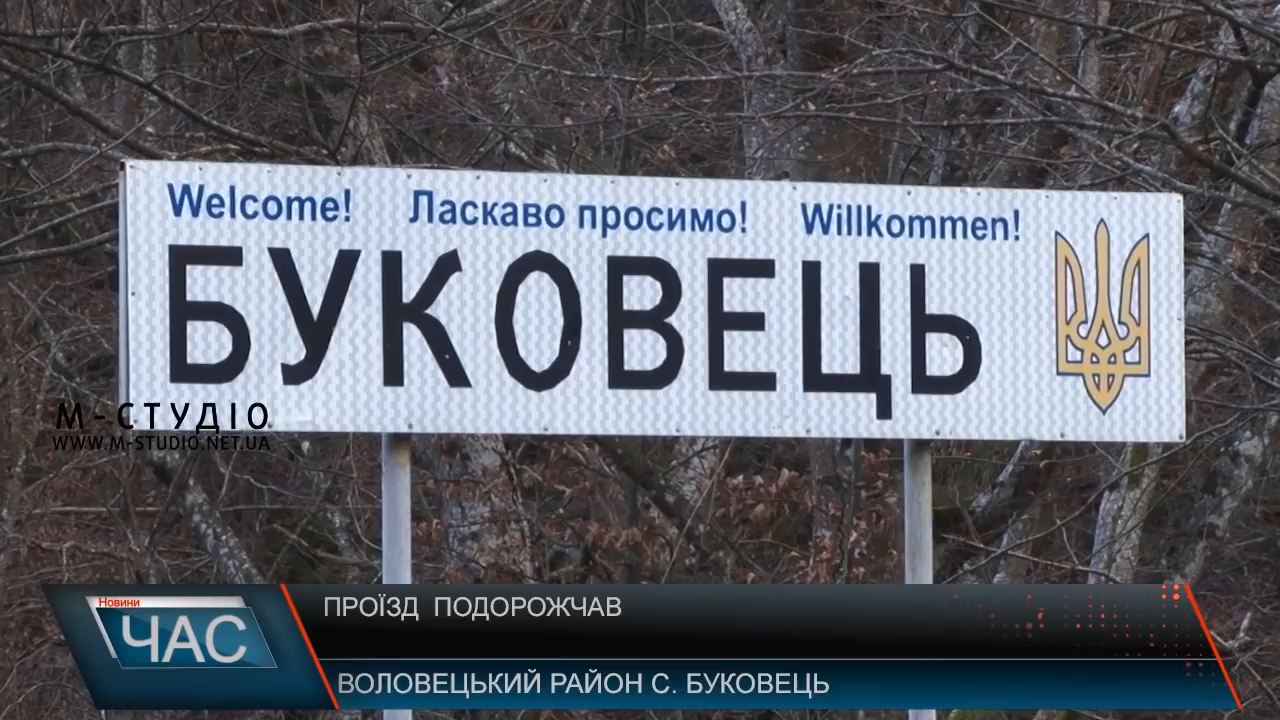 Welcome! Ласкаво просимо! Willkommen!
БУКОВЕЦЬ
М-СТУДІО
WWW.M-STUDIO.NET.UA
Новини
ЧАС
ПРОЇЗД ПОДОРОЖЧАВ
ВОЛОВЕЦЬКИЙ РАЙОН С. БУКОВЕЦЬ